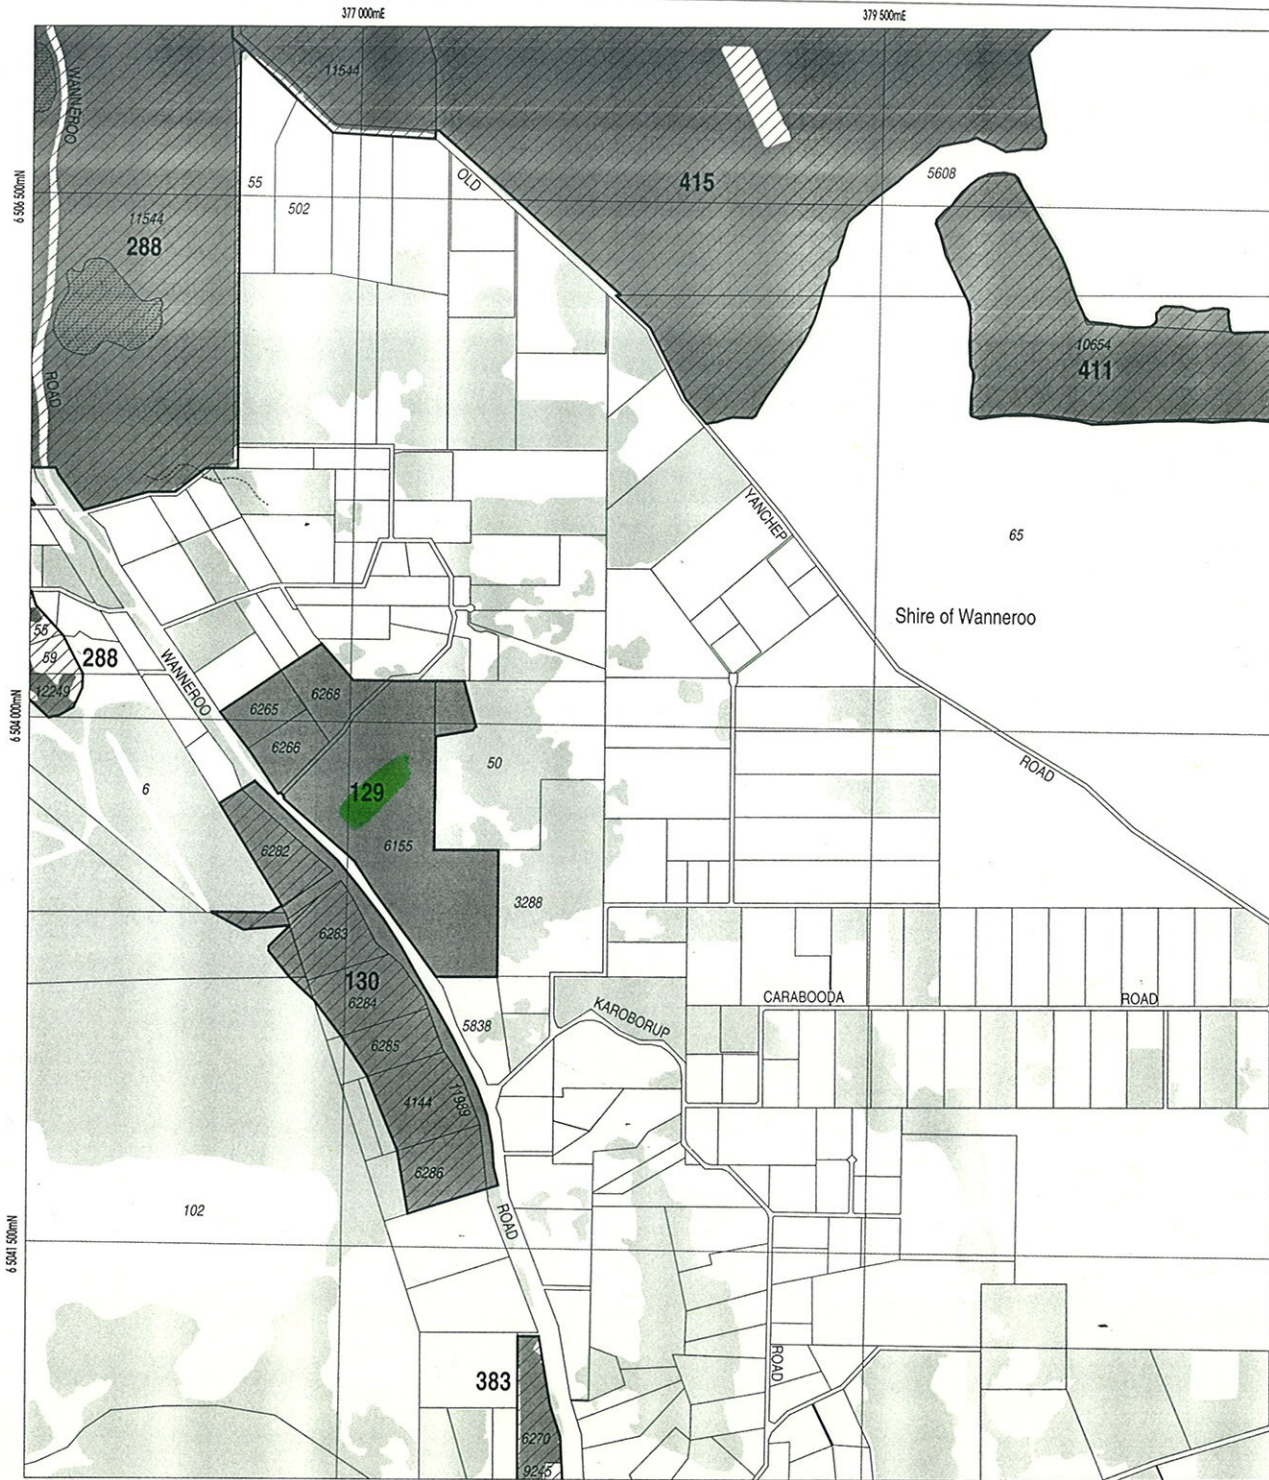 377 000mE
379 500mE
WANNEROO
11544
6 506 500mN
55
502
OLD
415
5608
11544
288
10654
411
ROAD
YANCHEP
65
Shire of Wanneroo
55
59
288
12249
WANNEROO
6268
6265
6266
6 504 000mN
50
ROAD
6
129
6155
6282
3288
6283
130
6284
CARABOODA
ROAD
KAROBORUP
5838
6285
4144
11989
6286
102
ROAD
6 5041 500mN
ROAD
383
6270
9245